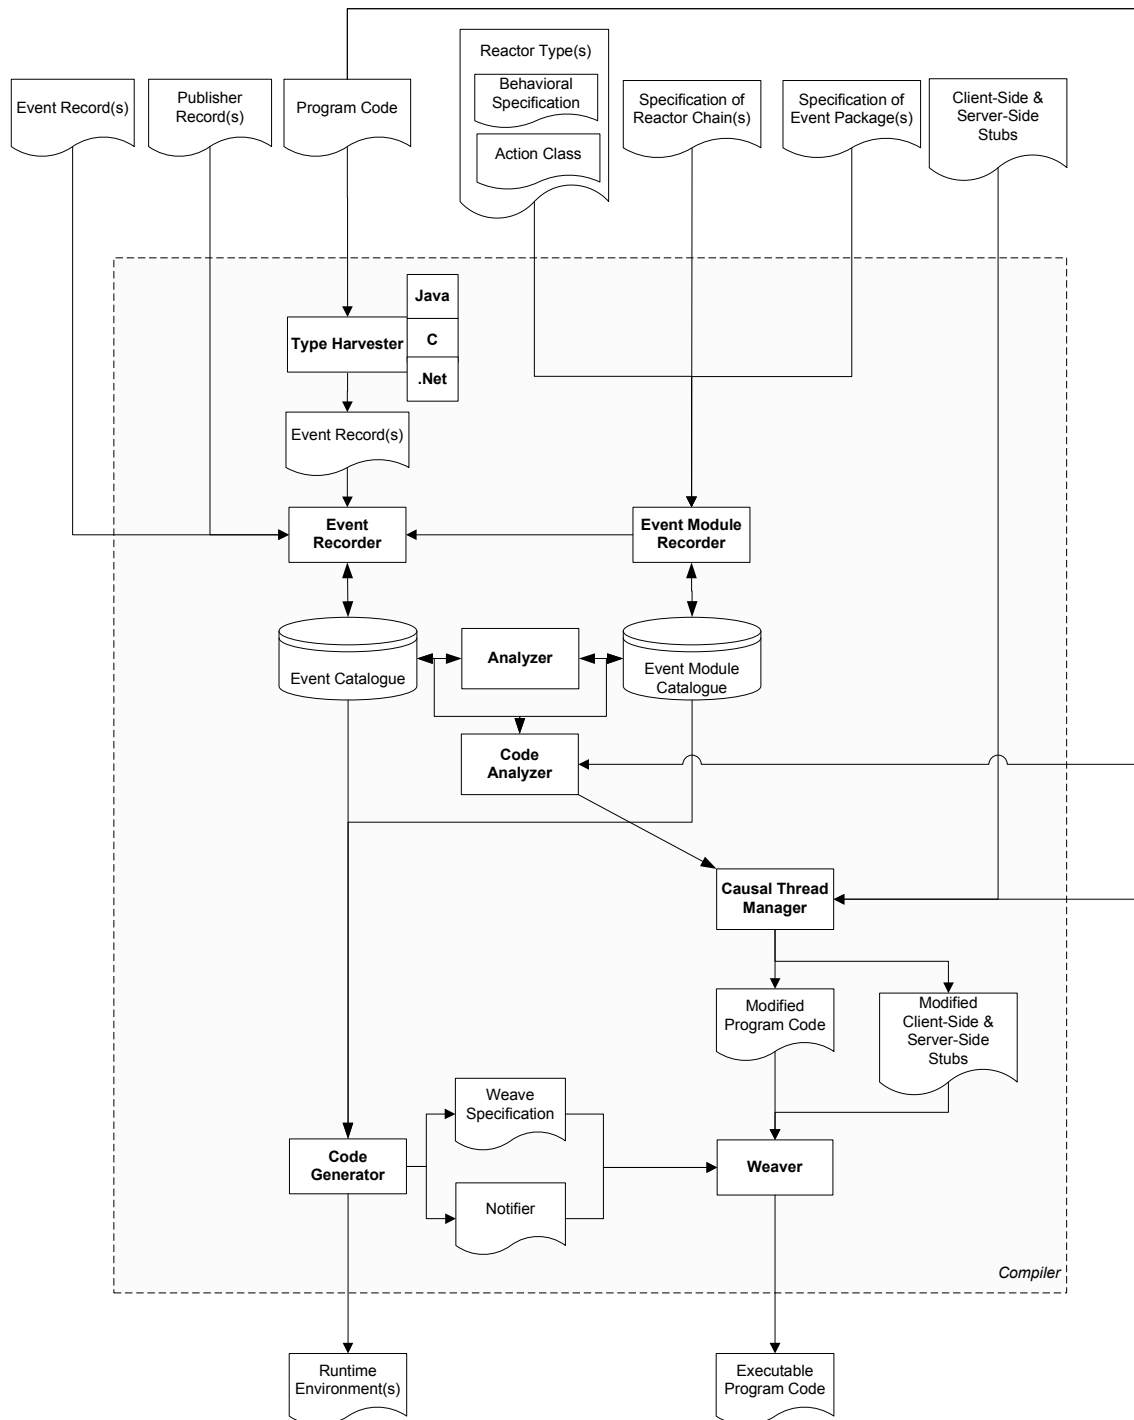 Reactor Type(s)
Behavioral
Specification
Action Class
Event Record(s)
Publisher
Record(s)
Program Code
Specification of
Reactor Chain(s)
Specification of
Event Package(s)
Client-Side &
Server-Side
Stubs
Java
Type Harvester
C
.Net
Event Record(s)
Event
Recorder
Event Module
Recorder
Event Catalogue
Analyzer
Event Module
Catalogue
Code
Analyzer
Causal Thread
Manager
Modified
Program Code
Modified
Client-Side &
Server-Side
Stubs
Weave
Specification
Code
Generator
Notifier
Weaver
Compiler
Runtime
Environment(s)
Executable
Program Code